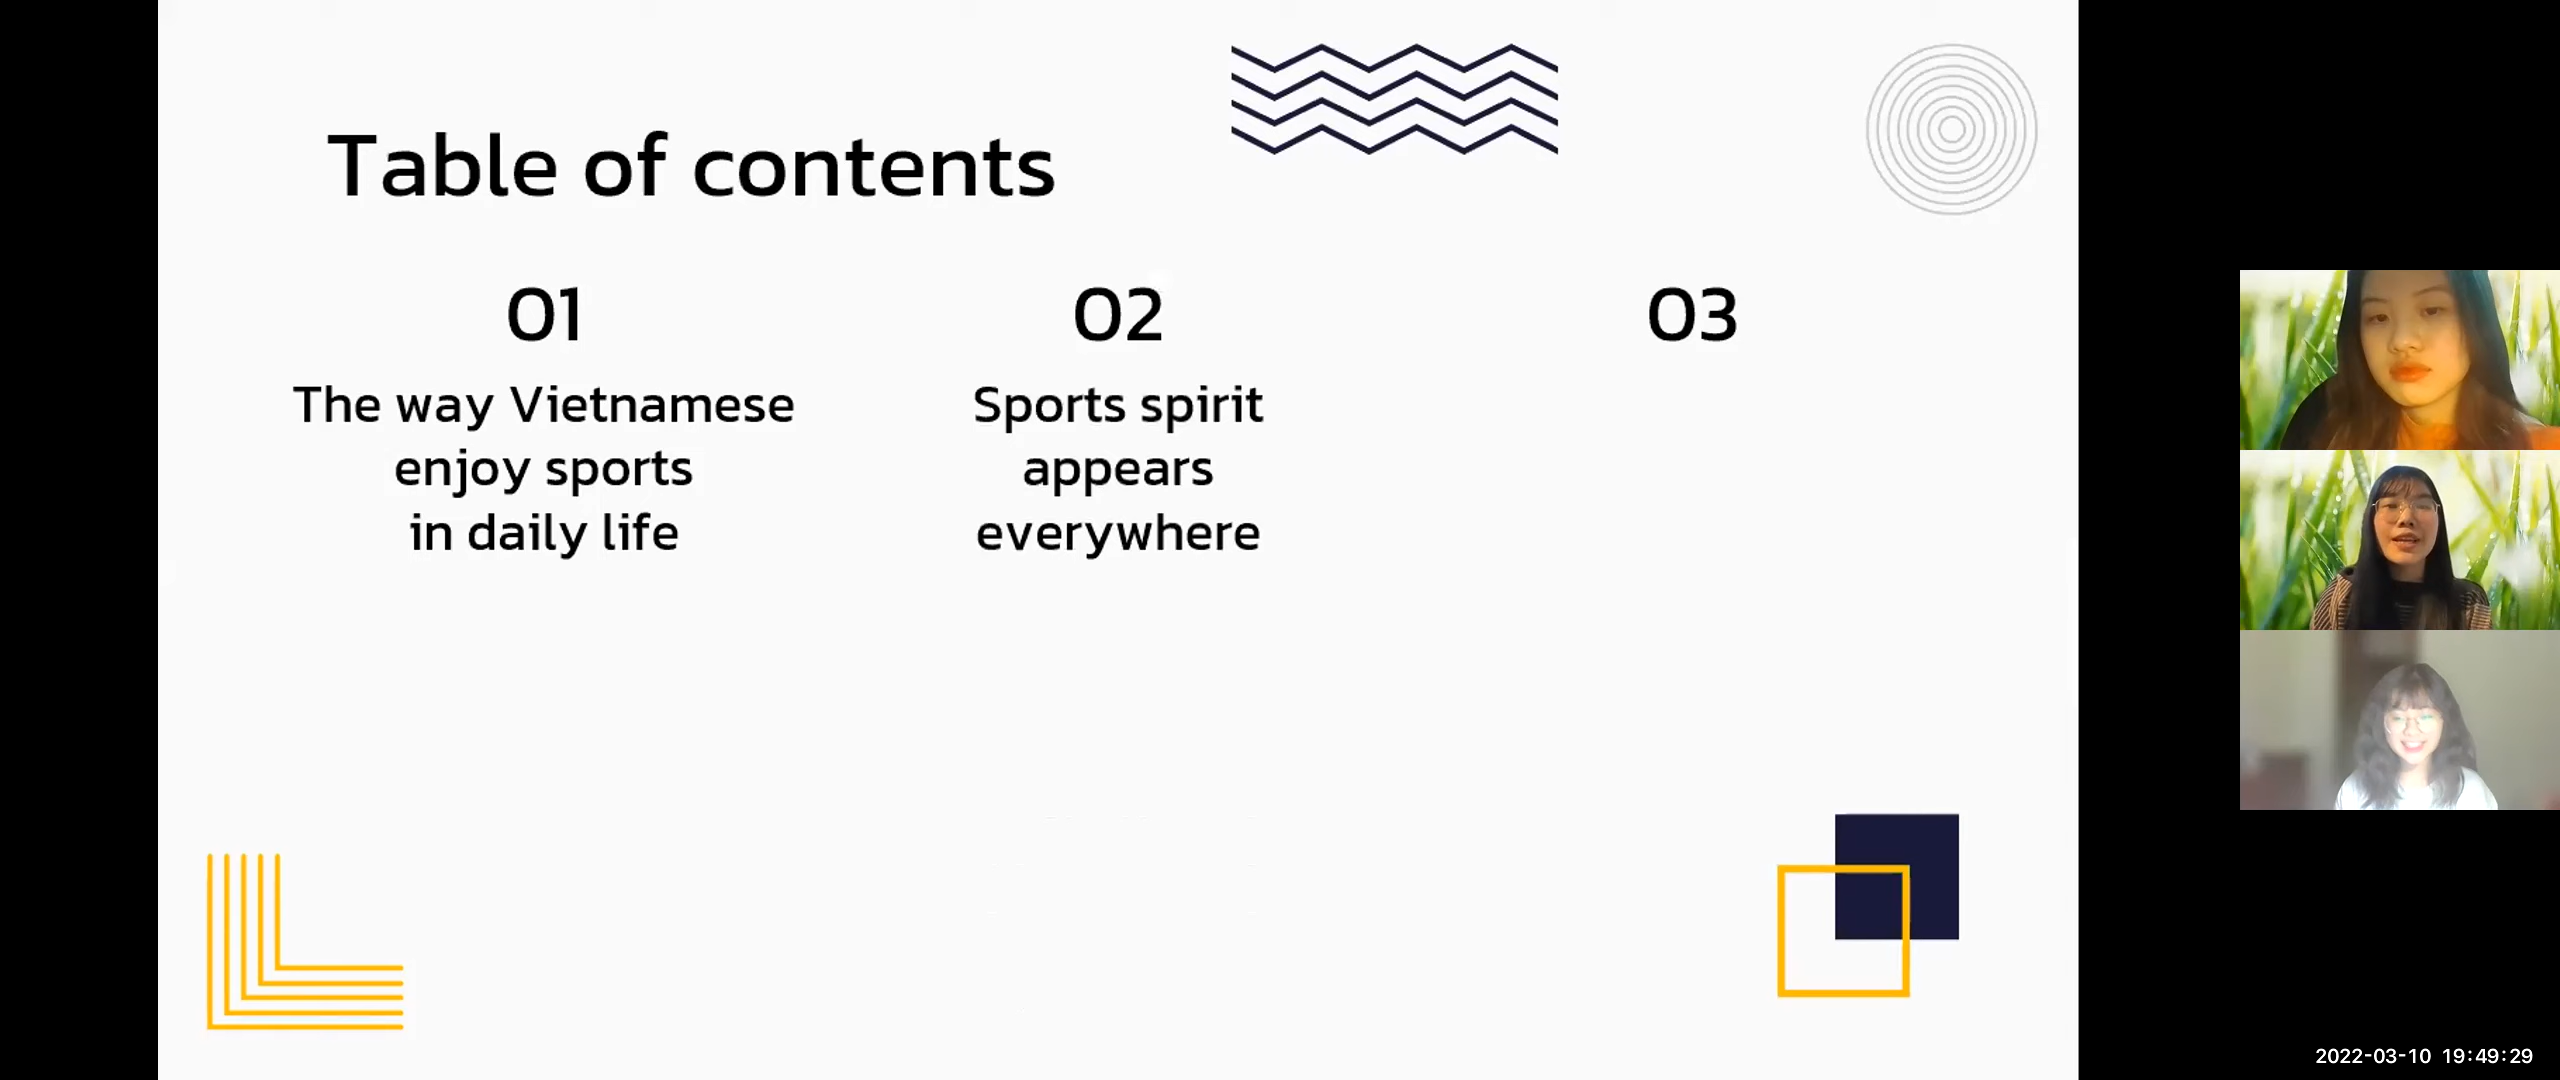 Table of contents
01
The way Vietnamese
enjoy sports
in daily life
02
Sports spirit
appears
everywhere
03
2022-03-10 19:49:29